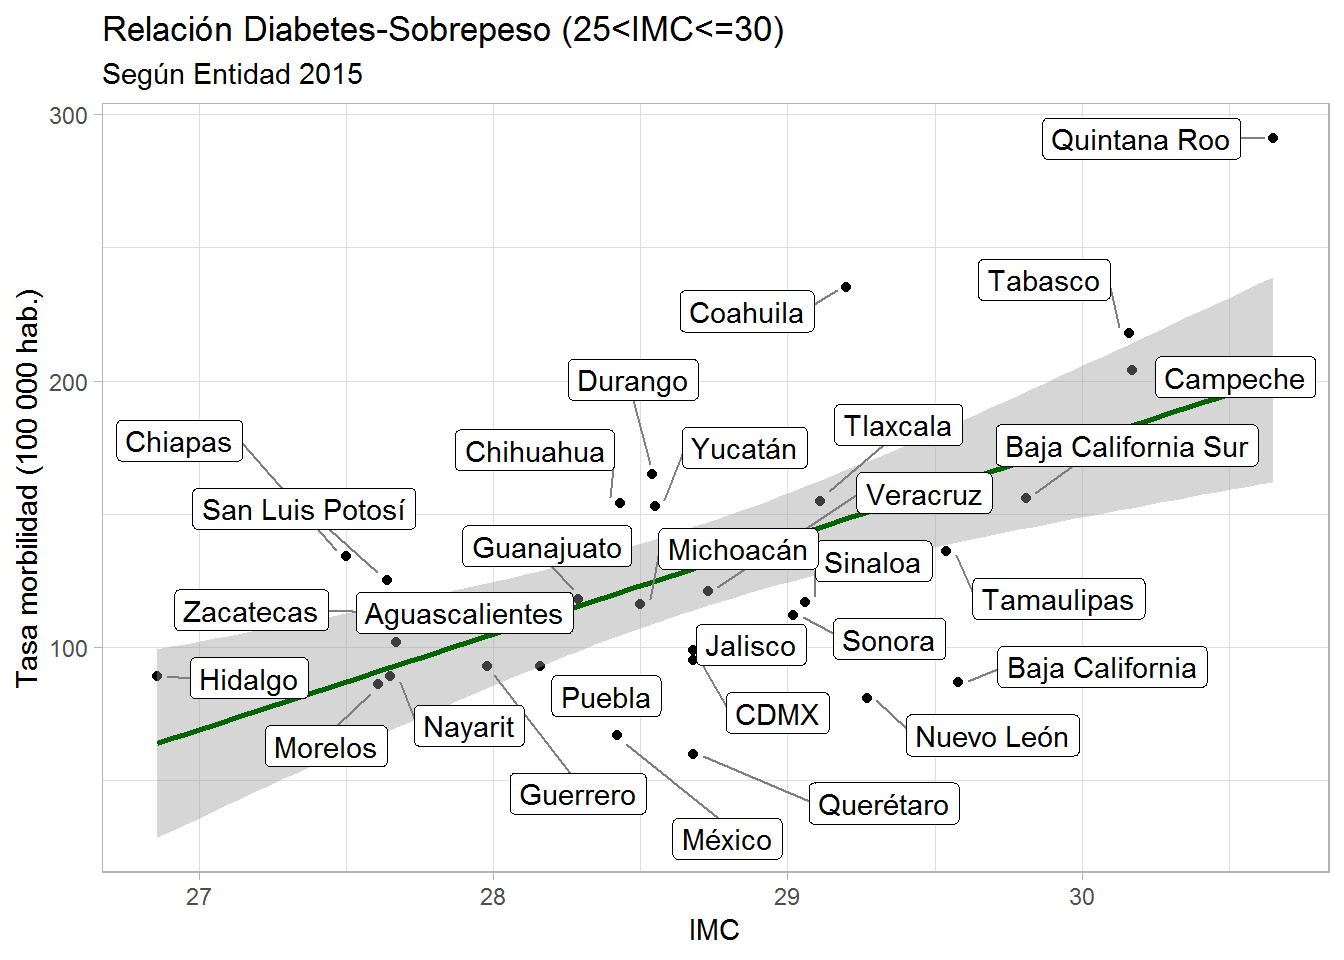 Relación Diabetes-Sobrepeso (25<IMC<=30)
Según Entidad 2015
300
Quintana Roo
Tabasco
Coahuila
200
Durango
Campeche
Tlaxcala
Chiapas
Chihuahua
Yucatán
Baja California Sur
Veracruz
San Luis Potosí
Guanajuato
Michoacán
Sinaloa
Zacatecas
Aguascalientes
Tamaulipas
Jalisco
Sonora
100
Hidalgo
Baja California
Puebla
CDMX
Morelos
Nayarit
Nuevo León
Guerrero
Querétaro
México
27
28
29
30
IMC
Tasa morbilidad (100 000 hab.)